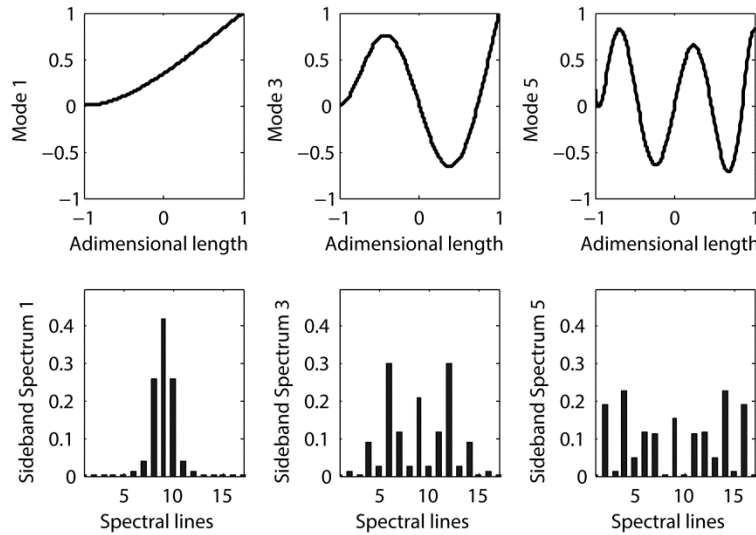 1
0.5
0
−0.5
−1
Mode 1
−1 0 1
Adimensional length
1
0.5
0
−0.5
−1
Mode 3
−1 0 1
Adimensional length
1
0.5
0
−0.5
−1
Mode 5
−1 0 1
Adimensional length
0.4
0.3
0.2
0.1
0
Sideband Spectrum 1
5 10 15
Spectral lines
0.4
0.3
0.2
0.1
0
Sideband Spectrum 3
5 10 15
Spectral lines
0.4
0.3
0.2
0.1
0
Sideband Spectrum 5
5 10 15
Spectral lines